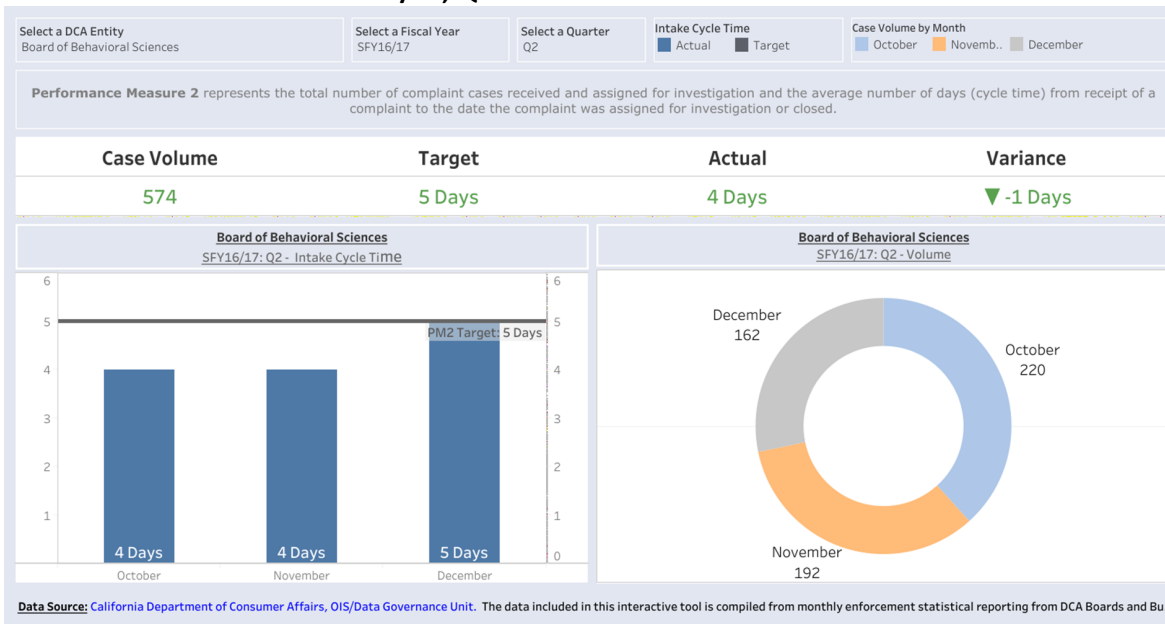 Select a DCA Entity
Board of Behavioral Sciences
Select a Fiscal Year
SFY16/17
Select a Quarter
Q2
Intake Cycle Time
Actual
Target
Case Volume by Month
October
Novemb..
December
Performance Measure 2 represents the total number of complaint cases received and assigned for investigation and the average number of days (cycle time) from receipt of a
complaint to the date the complaint was assigned for investigation or closed.
Case Volume
Target
Actual
Variance
574
5 Days
4 Days
▼ -1 Days
Board of Behavioral Sciences
SFY16/17: Q2 - Intake Cycle Time
6
5
4
3
2
1
6
5
4
3
2
1
0
PM2 Target: 5 Days
4 Days
4 Days
5 Days
October
November
December
Board of Behavioral Sciences
SFY16/17: Q2 - Volume
December
162
October
220
November
192
Data Source: California Department of Consumer Affairs, OIS/Data Governance Unit. The data included in this interactive tool is compiled from monthly enforcement statistical reporting from DCA Boards and Bu